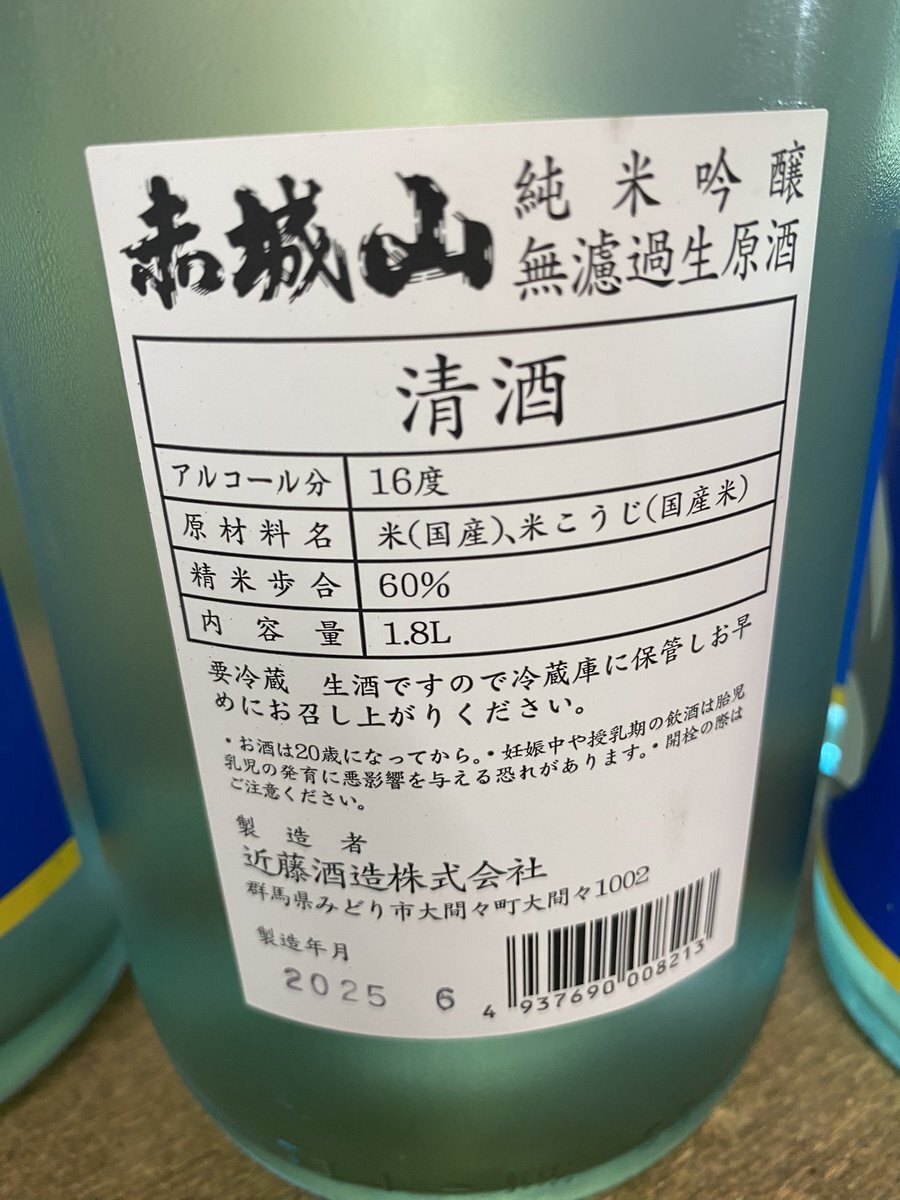 赤城山
純米吟醸
無濾過生原酒
清酒
アルコール分 16度
原材料名 米(国産)、米こうじ(国産米)
精米歩合 60%
内容量 1.8L
要冷蔵 生酒ですので冷蔵庫に保管しお早
めにお召し上がりください。
・お酒は20歳になってから。・妊娠中や授乳期の飲酒は胎児
乳児の発育に悪影響を与える恐れがあります。・開栓の際は
ご注意ください。
製造者
近藤酒造株式会社
群馬県みどり市大間々町大間々1002
製造年月
2025 6
4 937690 008213